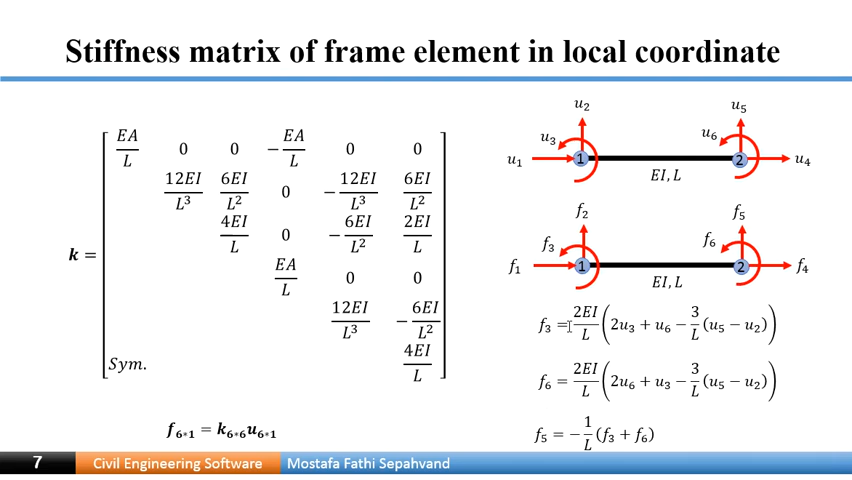 Stiffness matrix of frame element in local coordinate
k =
EA/L 0 0 −EA/L 0 0
12EI/L³ 6EI/L² 0 −12EI/L³ 6EI/L²
4EI/L 0 −6EI/L² 2EI/L
EA/L 0 0
12EI/L³ −6EI/L²
Sym. 4EI/L
f₆*₁ = k₆*₆u₆*₁
u₂ u₅
u₃ u₆
u₁ 1 2 u₄
EI, L
f₂ f₅
f₃ f₆
f₁ 1 2 f₄
EI, L
f₃ = 2EI/L (2u₃ + u₆ − 3/L (u₅ − u₂))
f₆ = 2EI/L (2u₆ + u₃ − 3/L (u₅ − u₂))
f₅ = −1/L (f₃ + f₆)
7 Civil Engineering Software Mostafa Fathi Sepahvand